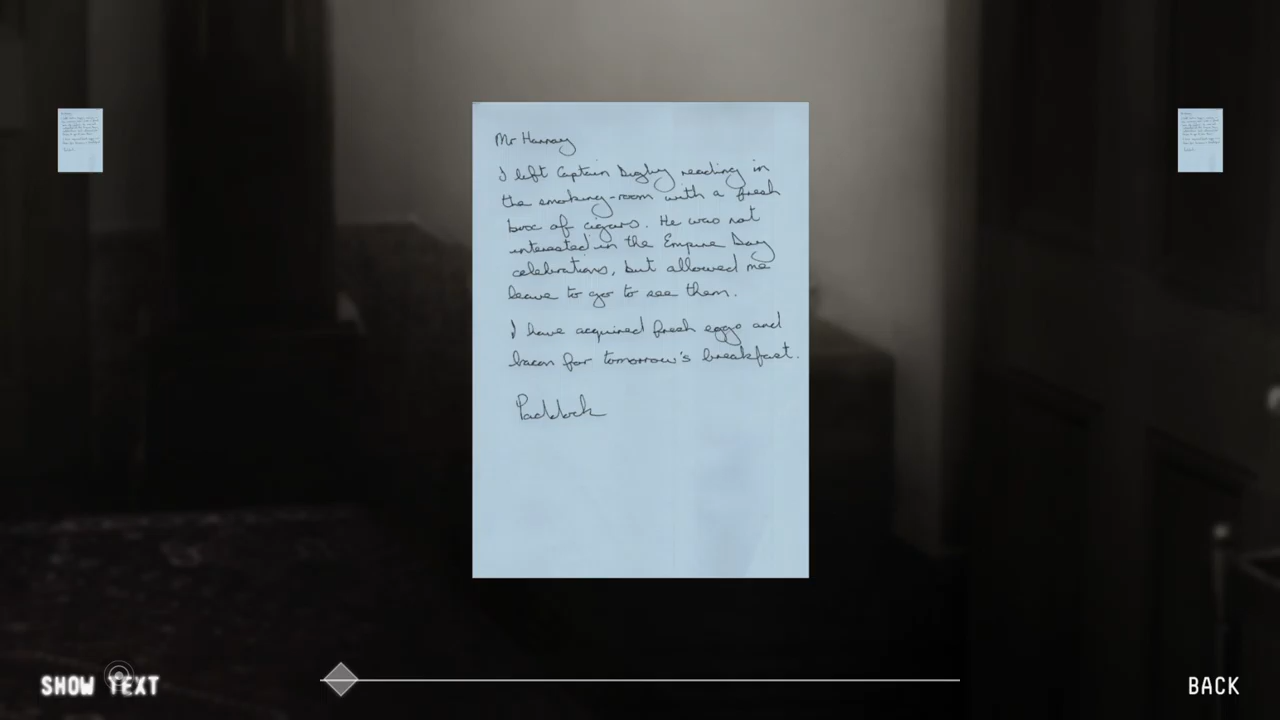 Mr Hannay
I left Captain Digby reading in
the smoking-room with a fresh
box of cigars. He was not
interested in the Empire Day
celebrations, but allowed me
leave to go to see them.
I have acquired fresh eggs and
bacon for tomorrow's breakfast.
Paddock
SHOW TEXT
BACK